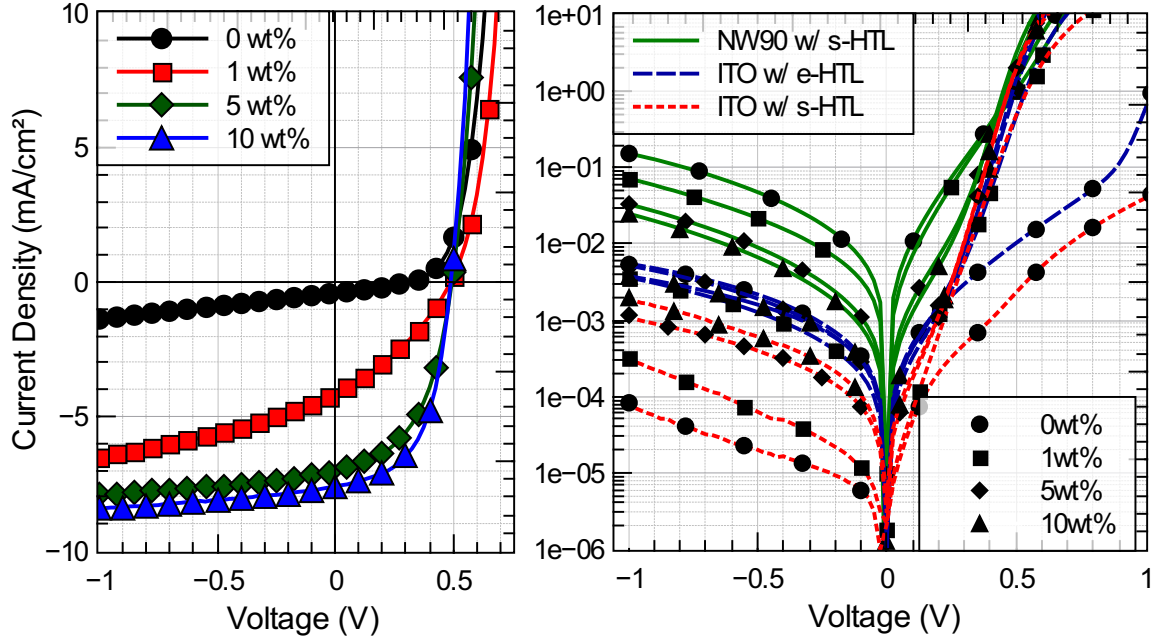 10
5
0
−5
−10
Current Density (mA/cm²)
0 wt%
1 wt%
5 wt%
10 wt%
−1
−0.5
0
0.5
Voltage (V)
1e+01
1e+00
1e-01
1e-02
1e-03
1e-04
1e-05
1e-06
NW90 w/ s-HTL
ITO w/ e-HTL
ITO w/ s-HTL
0wt%
1wt%
5wt%
10wt%
−1
−0.5
0
0.5
1
Voltage (V)